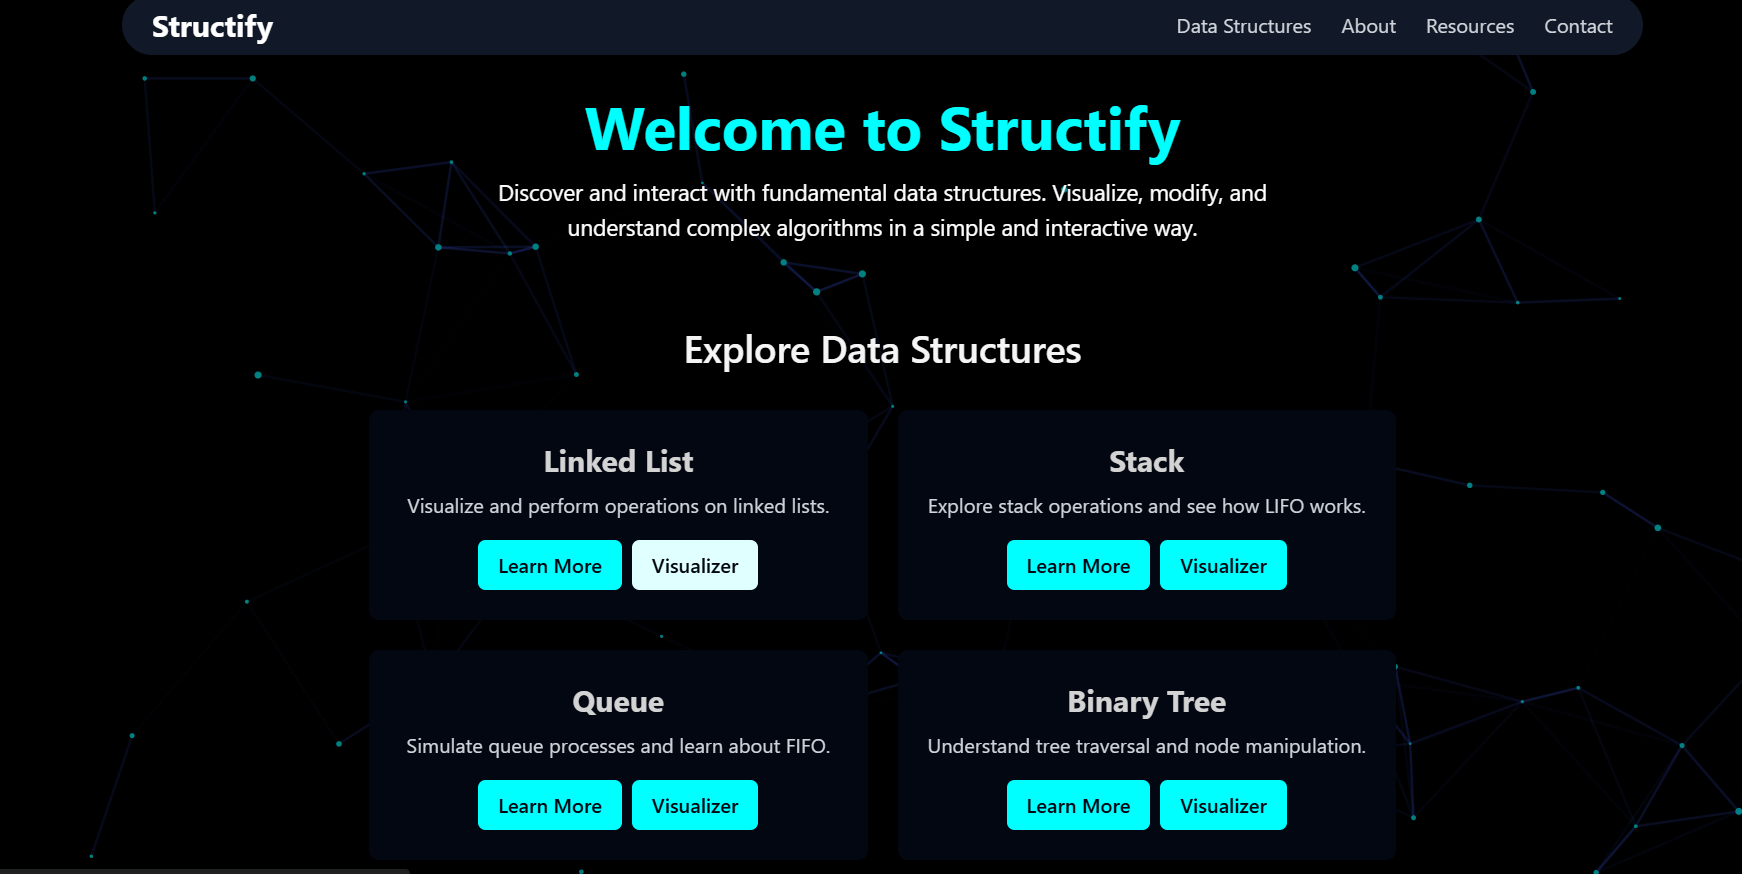 Structify
Data Structures
About
Resources
Contact
Welcome to Structify
Discover and interact with fundamental data structures. Visualize, modify, and
understand complex algorithms in a simple and interactive way.
Explore Data Structures
Linked List
Visualize and perform operations on linked lists.
Learn More
Visualizer
Stack
Explore stack operations and see how LIFO works.
Learn More
Visualizer
Queue
Simulate queue processes and learn about FIFO.
Learn More
Visualizer
Binary Tree
Understand tree traversal and node manipulation.
Learn More
Visualizer